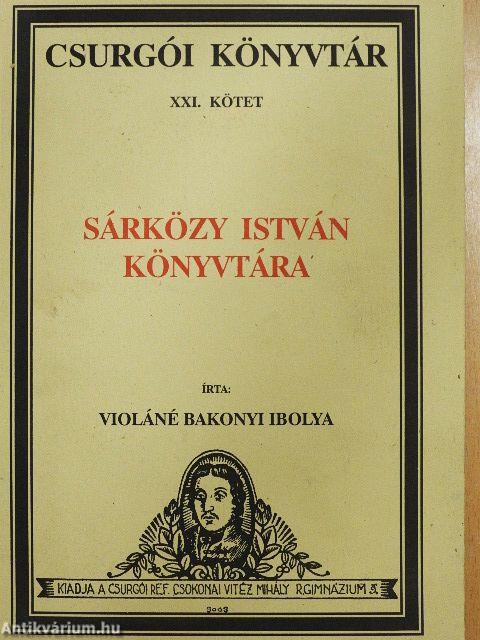 CSURGÓI KÖNYVTÁR
XXI. KÖTET
SÁRKÖZY ISTVÁN
KÖNYVTÁRA
ÍRTA:
VIOLÁNÉ BAKONYI IBOLYA
KIADJA A CSURGÓI REF. CSOKONAI VITÉZ MIHÁLY R.GIMNÁZIUM
Antikvárium.hu